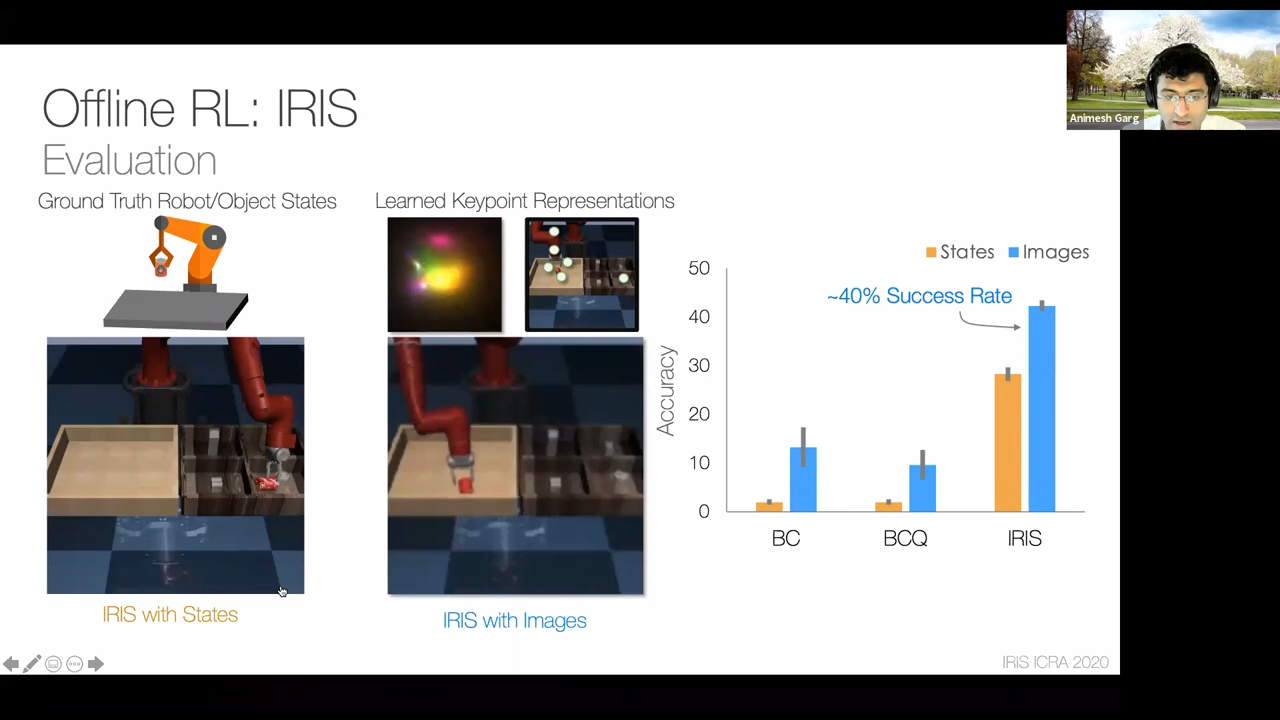 Animesh Garg
Offline RL: IRIS
Evaluation
Ground Truth Robot/Object States
Learned Keypoint Representations
States
Images
50
40
30
20
10
0
Accuracy
~40% Success Rate
BC
BCQ
IRIS
IRIS with States
IRIS with Images
IRIS ICRA 2020